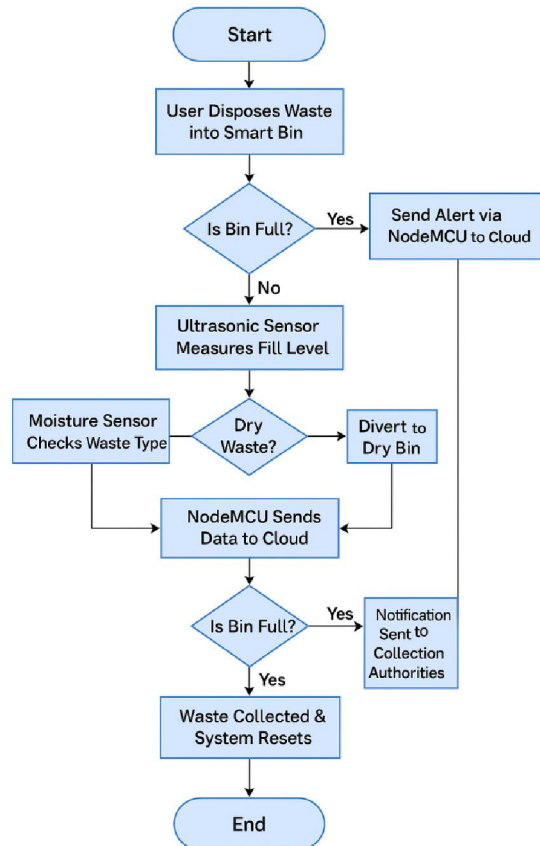 Start
User Disposes Waste
into Smart Bin
Is Bin Full?
Yes
Send Alert via
NodeMCU to Cloud
No
Ultrasonic Sensor
Measures Fill Level
Moisture Sensor
Checks Waste Type
Dry
Waste?
Divert to
Dry Bin
NodeMCU Sends
Data to Cloud
Is Bin Full?
Yes
Notification
Sent to
Collection
Authorities
Yes
Waste Collected &
System Resets
End